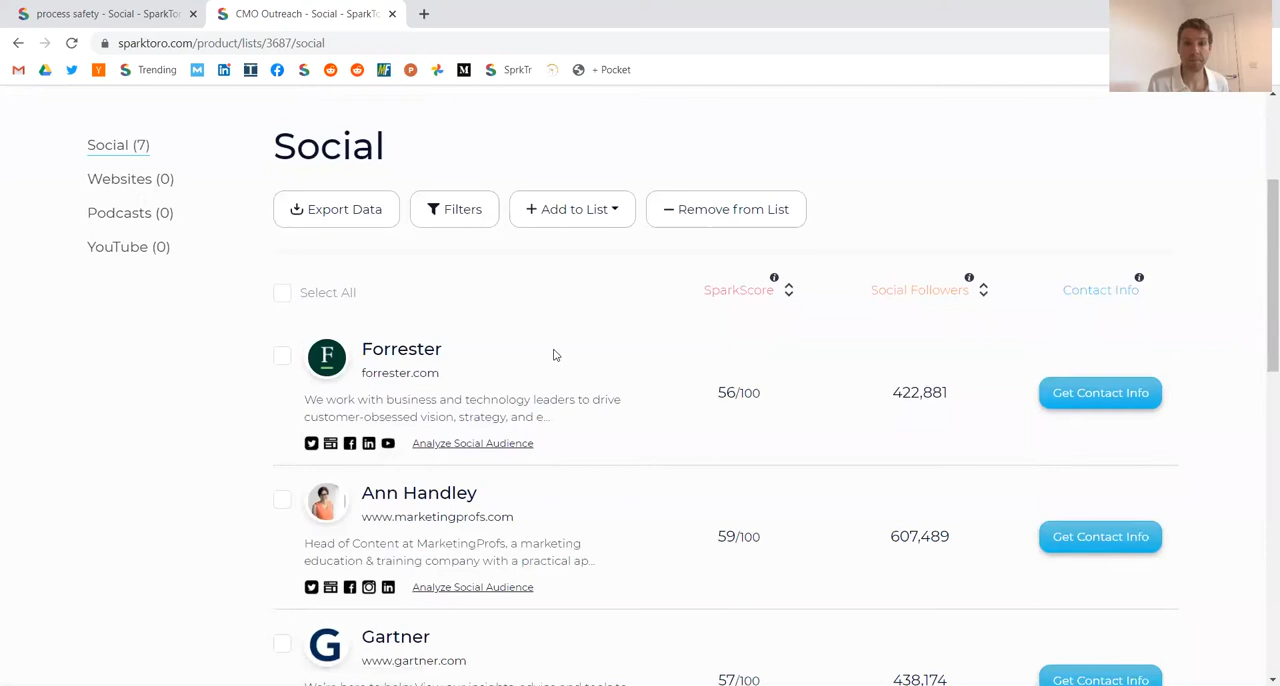 process safety - Social - SparkTo
CMO Outreach - Social - SparkTo
sparktoro.com/product/lists/3687/social
Trending
SprkTr
+ Pocket
Social (7)
Websites (0)
Podcasts (0)
YouTube (0)
Social
Export Data
Filters
+ Add to List
Remove from List
Select All
SparkScore
Social Followers
Contact Info
Forrester
forrester.com
We work with business and technology leaders to drive
customer-obsessed vision, strategy, and e...
Analyze Social Audience
56/100
422,881
Get Contact Info
Ann Handley
www.marketingprofs.com
Head of Content at MarketingProfs, a marketing
education & training company with a practical ap...
Analyze Social Audience
59/100
607,489
Get Contact Info
G
Gartner
www.gartner.com
57/100
438,174
Get Contact Info